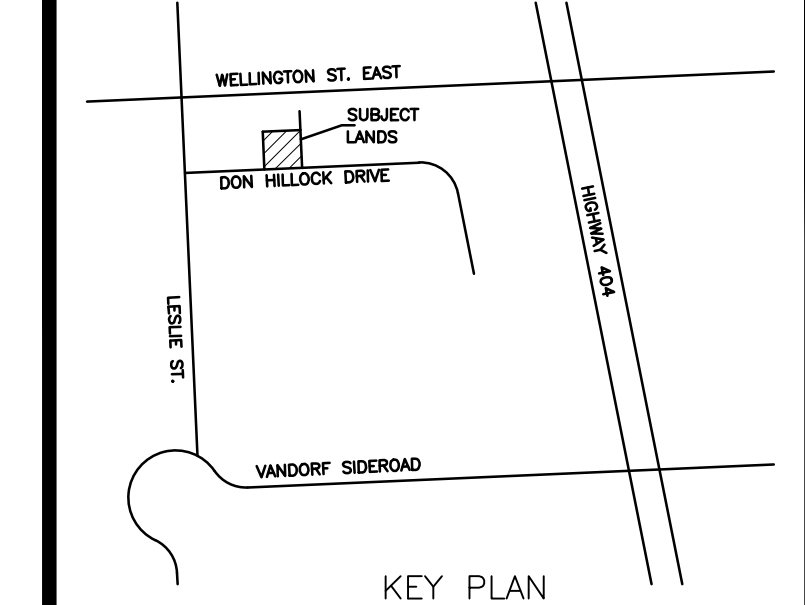 WELLINGTON ST. EAST
SUBJECT
LANDS
DON HILLOCK DRIVE
HIGHWAY 404
LESLIE ST.
VANDORF SIDEROAD
KEY PLAN